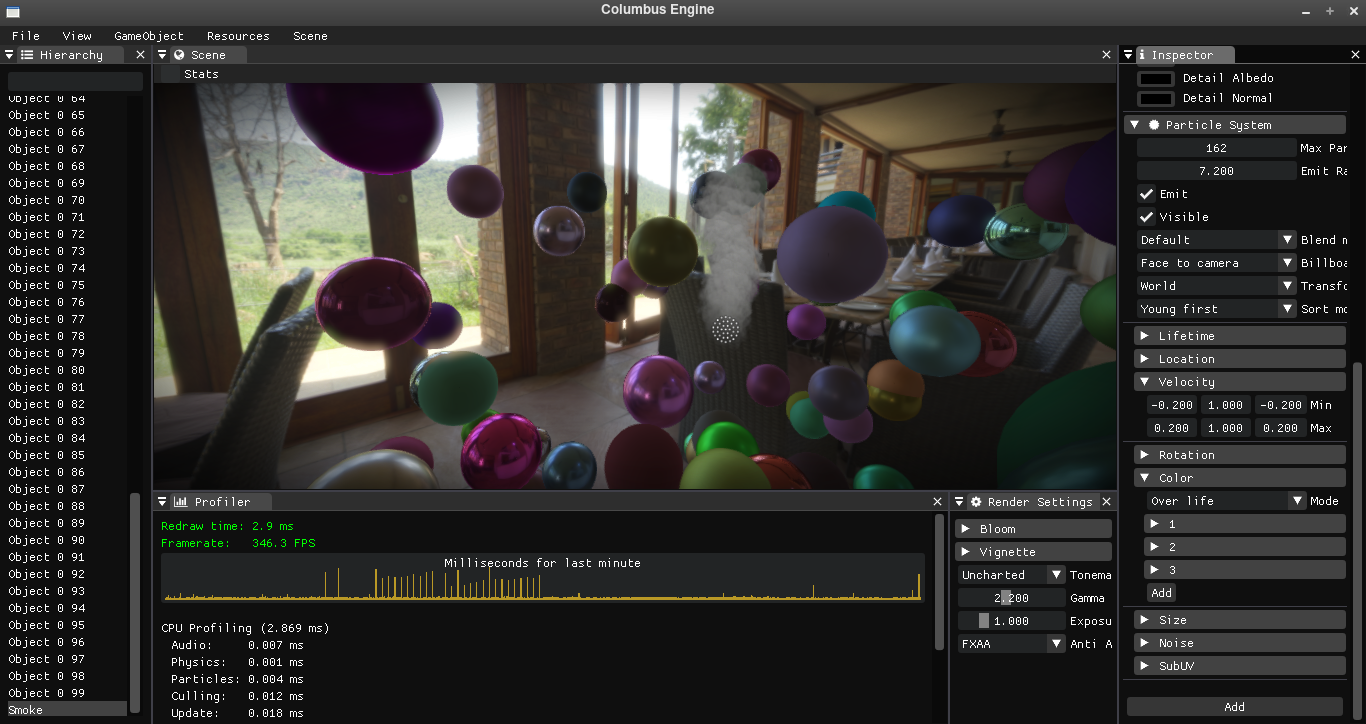 Columbus Engine
File View GameObject Resources Scene
Hierarchy
Object 0 64
Object 0 65
Object 0 66
Object 0 67
Object 0 68
Object 0 69
Object 0 70
Object 0 71
Object 0 72
Object 0 73
Object 0 74
Object 0 75
Object 0 76
Object 0 77
Object 0 78
Object 0 79
Object 0 80
Object 0 81
Object 0 82
Object 0 83
Object 0 84
Object 0 85
Object 0 86
Object 0 87
Object 0 88
Object 0 89
Object 0 90
Object 0 91
Object 0 92
Object 0 93
Object 0 94
Object 0 95
Object 0 96
Object 0 97
Object 0 98
Object 0 99
Smoke
Scene
Stats
Profiler
Redraw time: 2.9 ms
Framerate: 346.3 FPS
Milliseconds for last minute
CPU Profiling (2.869 ms)
Audio: 0.007 ms
Physics: 0.001 ms
Particles: 0.004 ms
Culling: 0.012 ms
Update: 0.018 ms
Render Settings
Bloom
Vignette
Uncharted Tonema
2.200 Gamma
1.000 Exposu
FXAA Anti A
Inspector
Detail Albedo
Detail Normal
Particle System
162 Max Par
7.200 Emit Ra
Emit
Visible
Default Blend m
Face to camera Billboa
World Transfo
Young first Sort mo
Lifetime
Location
Velocity
-0.200 1.000 -0.200 Min
0.200 1.000 0.200 Max
Rotation
Color
Over life Mode
1
2
3
Add
Size
Noise
SubUV
Add